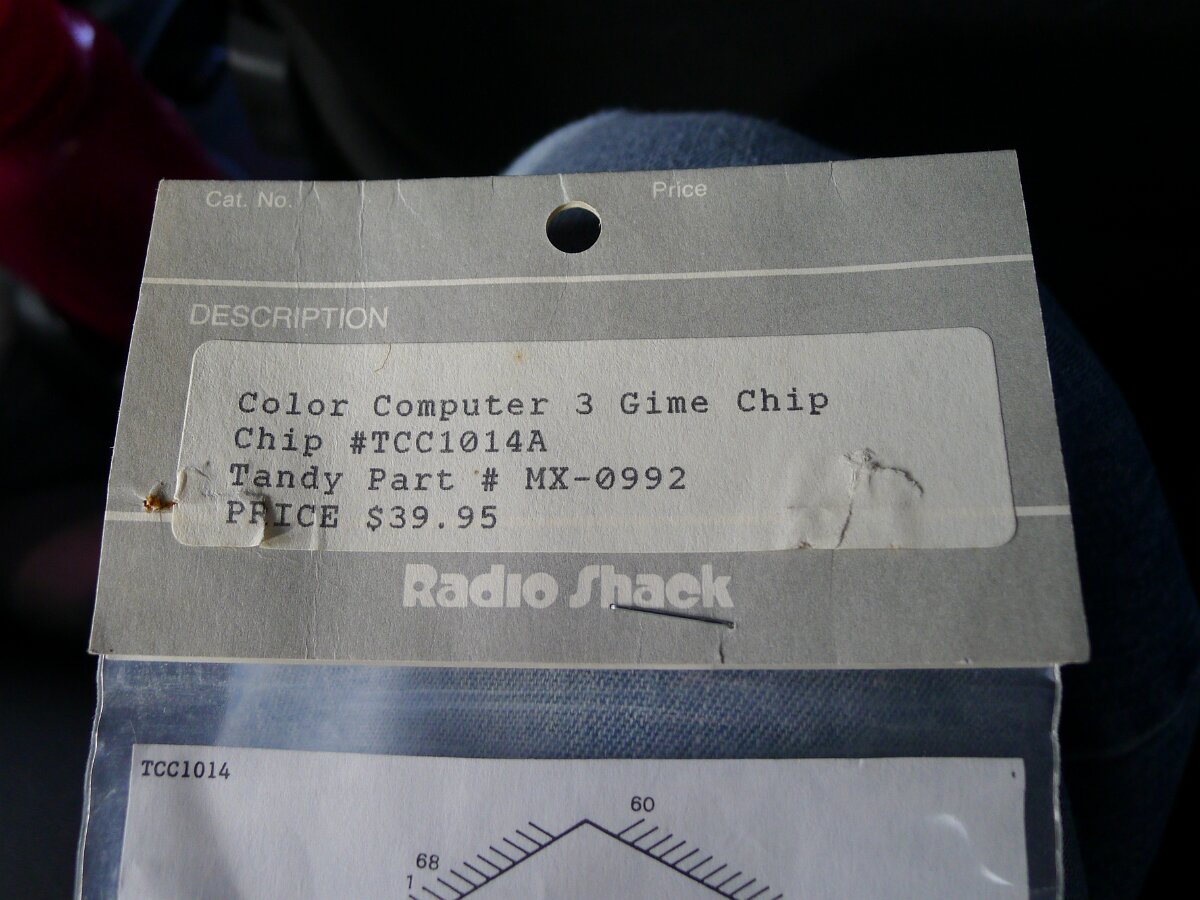 Cat. No. Price
DESCRIPTION
Color Computer 3 Gime Chip
Chip #TCC1014A
Tandy Part # MX-0992
PRICE $39.95
Radio Shack
TCC1014
60
68
1